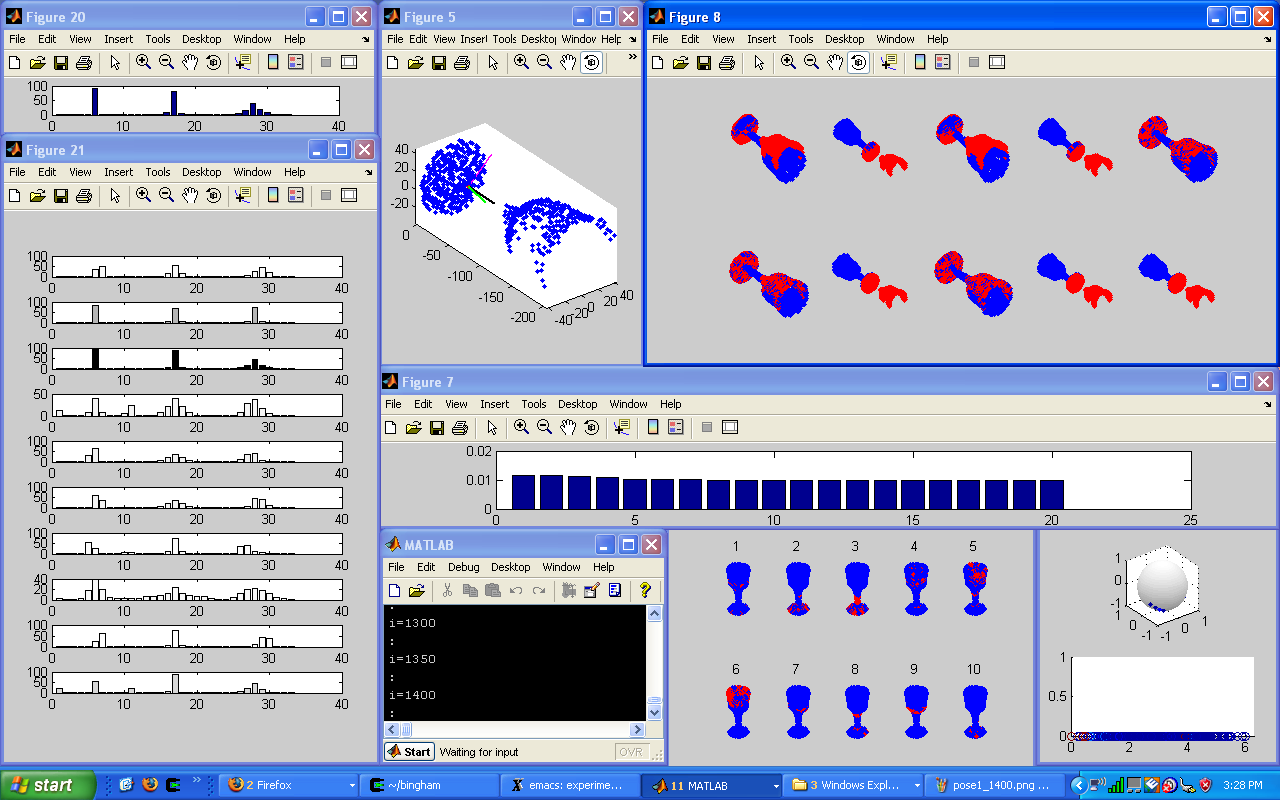 Figure 20
File Edit View Insert Tools Desktop Window Help
100
50
0
0 10 20 30 40
Figure 21
File Edit View Insert Tools Desktop Window Help
100
50
0
0 10 20 30 40
100
50
0
0 10 20 30 40
100
50
0
0 10 20 30 40
50
0
0 10 20 30 40
100
50
0
0 10 20 30 40
100
50
0
0 10 20 30 40
100
50
0
0 10 20 30 40
40
20
0
0 10 20 30 40
100
50
0
0 10 20 30 40
100
50
0
0 10 20 30 40
Figure 5
File Edit View Insert Tools Desktop Window Help
40
20
0
-20
0
-50
-100
-150
-200
-40 -20 0 20 40
Figure 8
File Edit View Insert Tools Desktop Window Help
Figure 7
File Edit View Insert Tools Desktop Window Help
0.02
0.01
0
0 5 10 15 20 25
MATLAB
File Edit Debug Desktop Window Help
:
i=1300
:
i=1350
:
i=1400
:
Start Waiting for input OVR
1 2 3 4 5
6 7 8 9 10
1
0
-1
1 0 -1 -1 0 1
1
0.5
0
0 2 4 6
start 2 Firefox ~/bingham emacs: experime... 11 MATLAB 3 Windows Expl... pose1_1400.png ... 3:28 PM